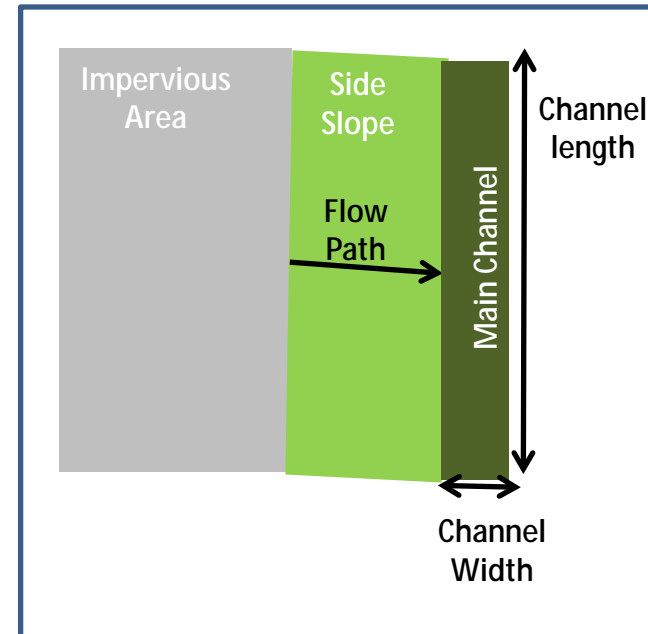 Impervious
Area
Side
Slope
Channel
length
Flow
Path
Main Channel
Channel
Width